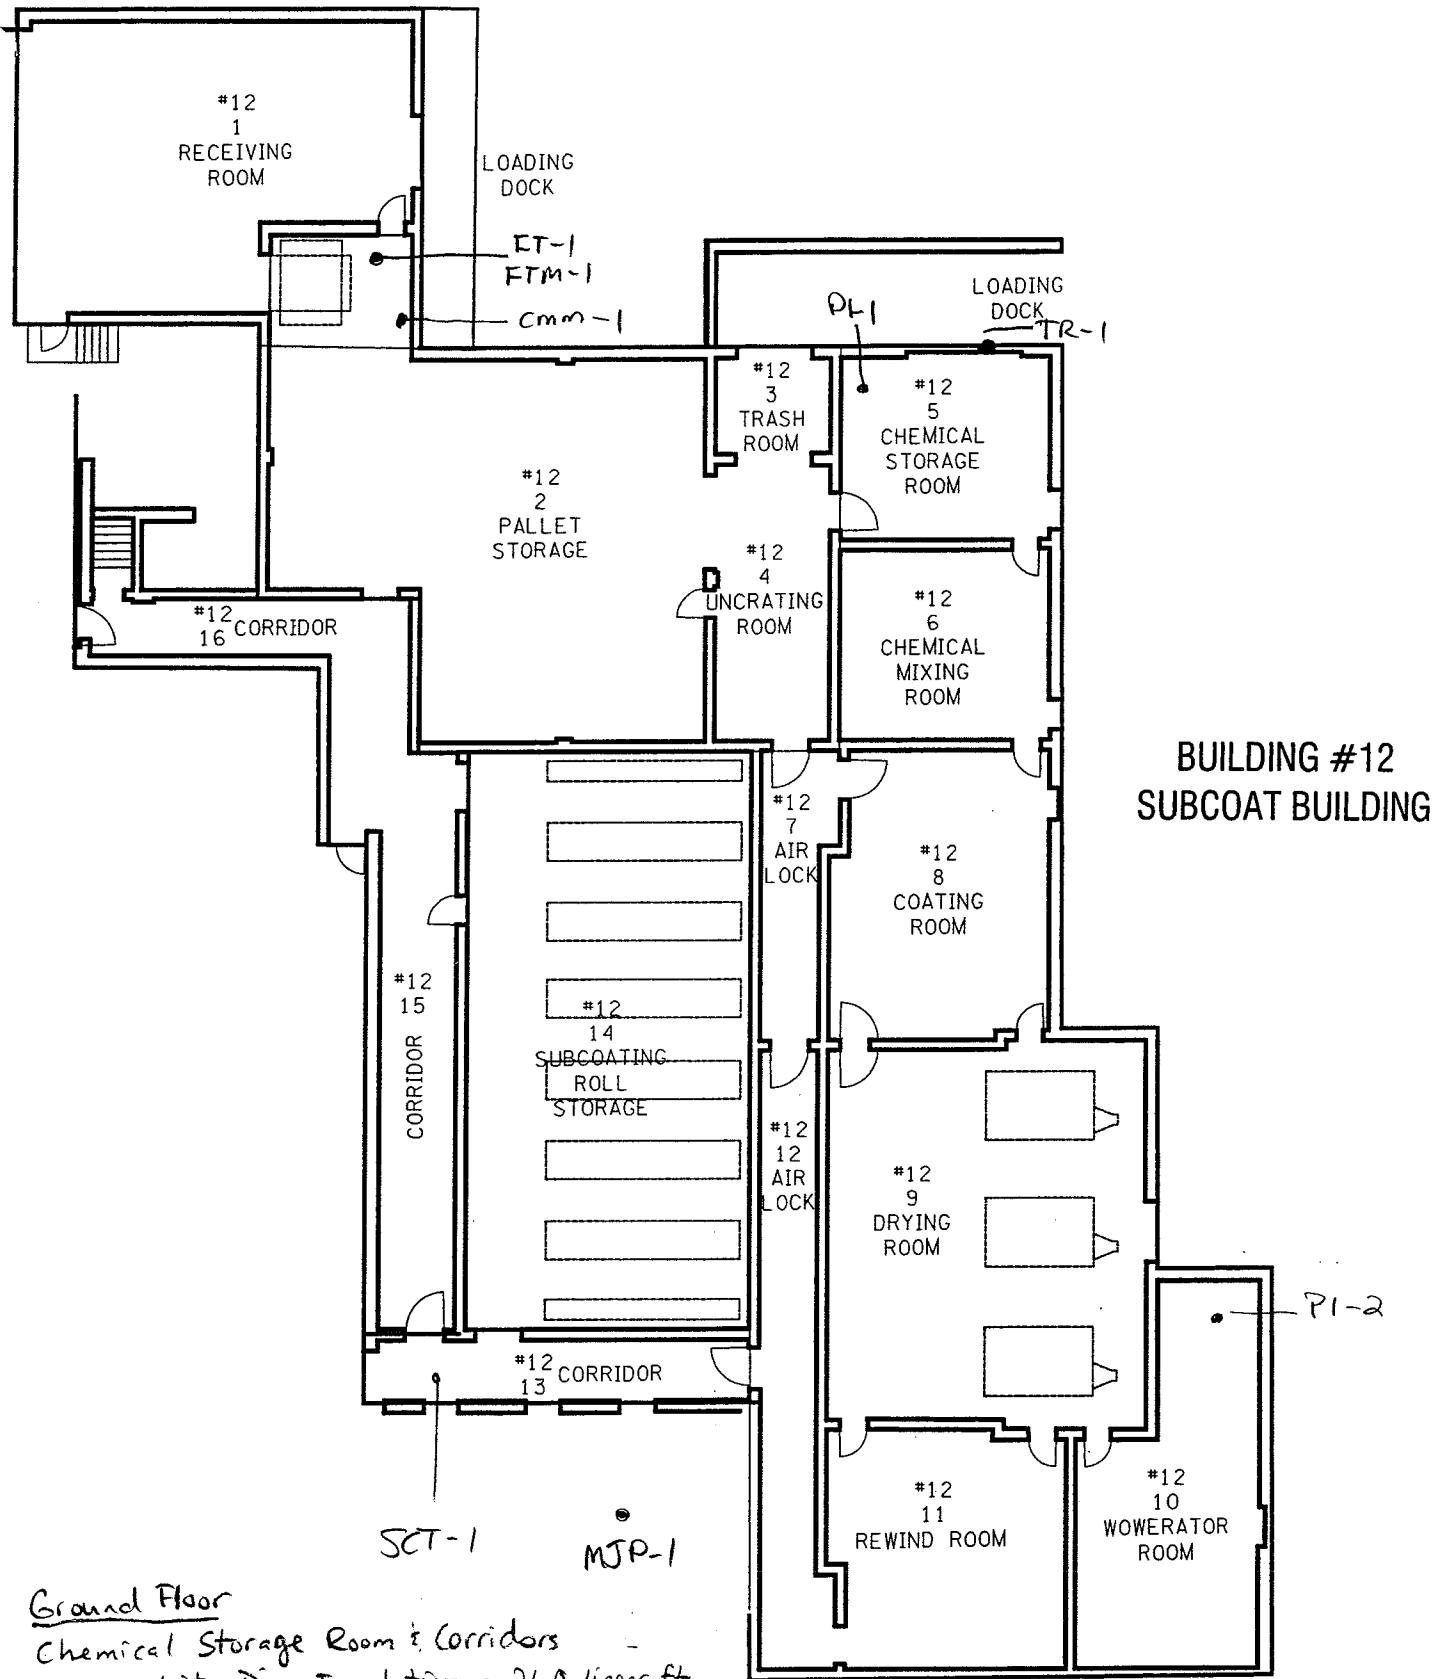 #12
1
RECEIVING
ROOM
LOADING
DOCK
FT-1
FTM-1
CMM-1
LOADING
DOCK
PI-1
TR-1
#12
3
TRASH
ROOM
#12
5
CHEMICAL
STORAGE
ROOM
#12
2
PALLET
STORAGE
#12
4
UNCRATING
ROOM
#12
6
CHEMICAL
MIXING
ROOM
#12
16 CORRIDOR
BUILDING #12
SUBCOAT BUILDING
#12
7
AIR
LOCK
#12
8
COATING
ROOM
#12
15
CORRIDOR
#12
14
SUBCOATING
ROLL
STORAGE
#12
12
AIR
LOCK
#12
9
DRYING
ROOM
PI-2
#12
13 CORRIDOR
SCT-1
MJP-1
#12
11
REWIND ROOM
#12
10
WOWERATOR
ROOM
Ground Floor
Chemical Storage Room & Corridors
Pipe Insulation